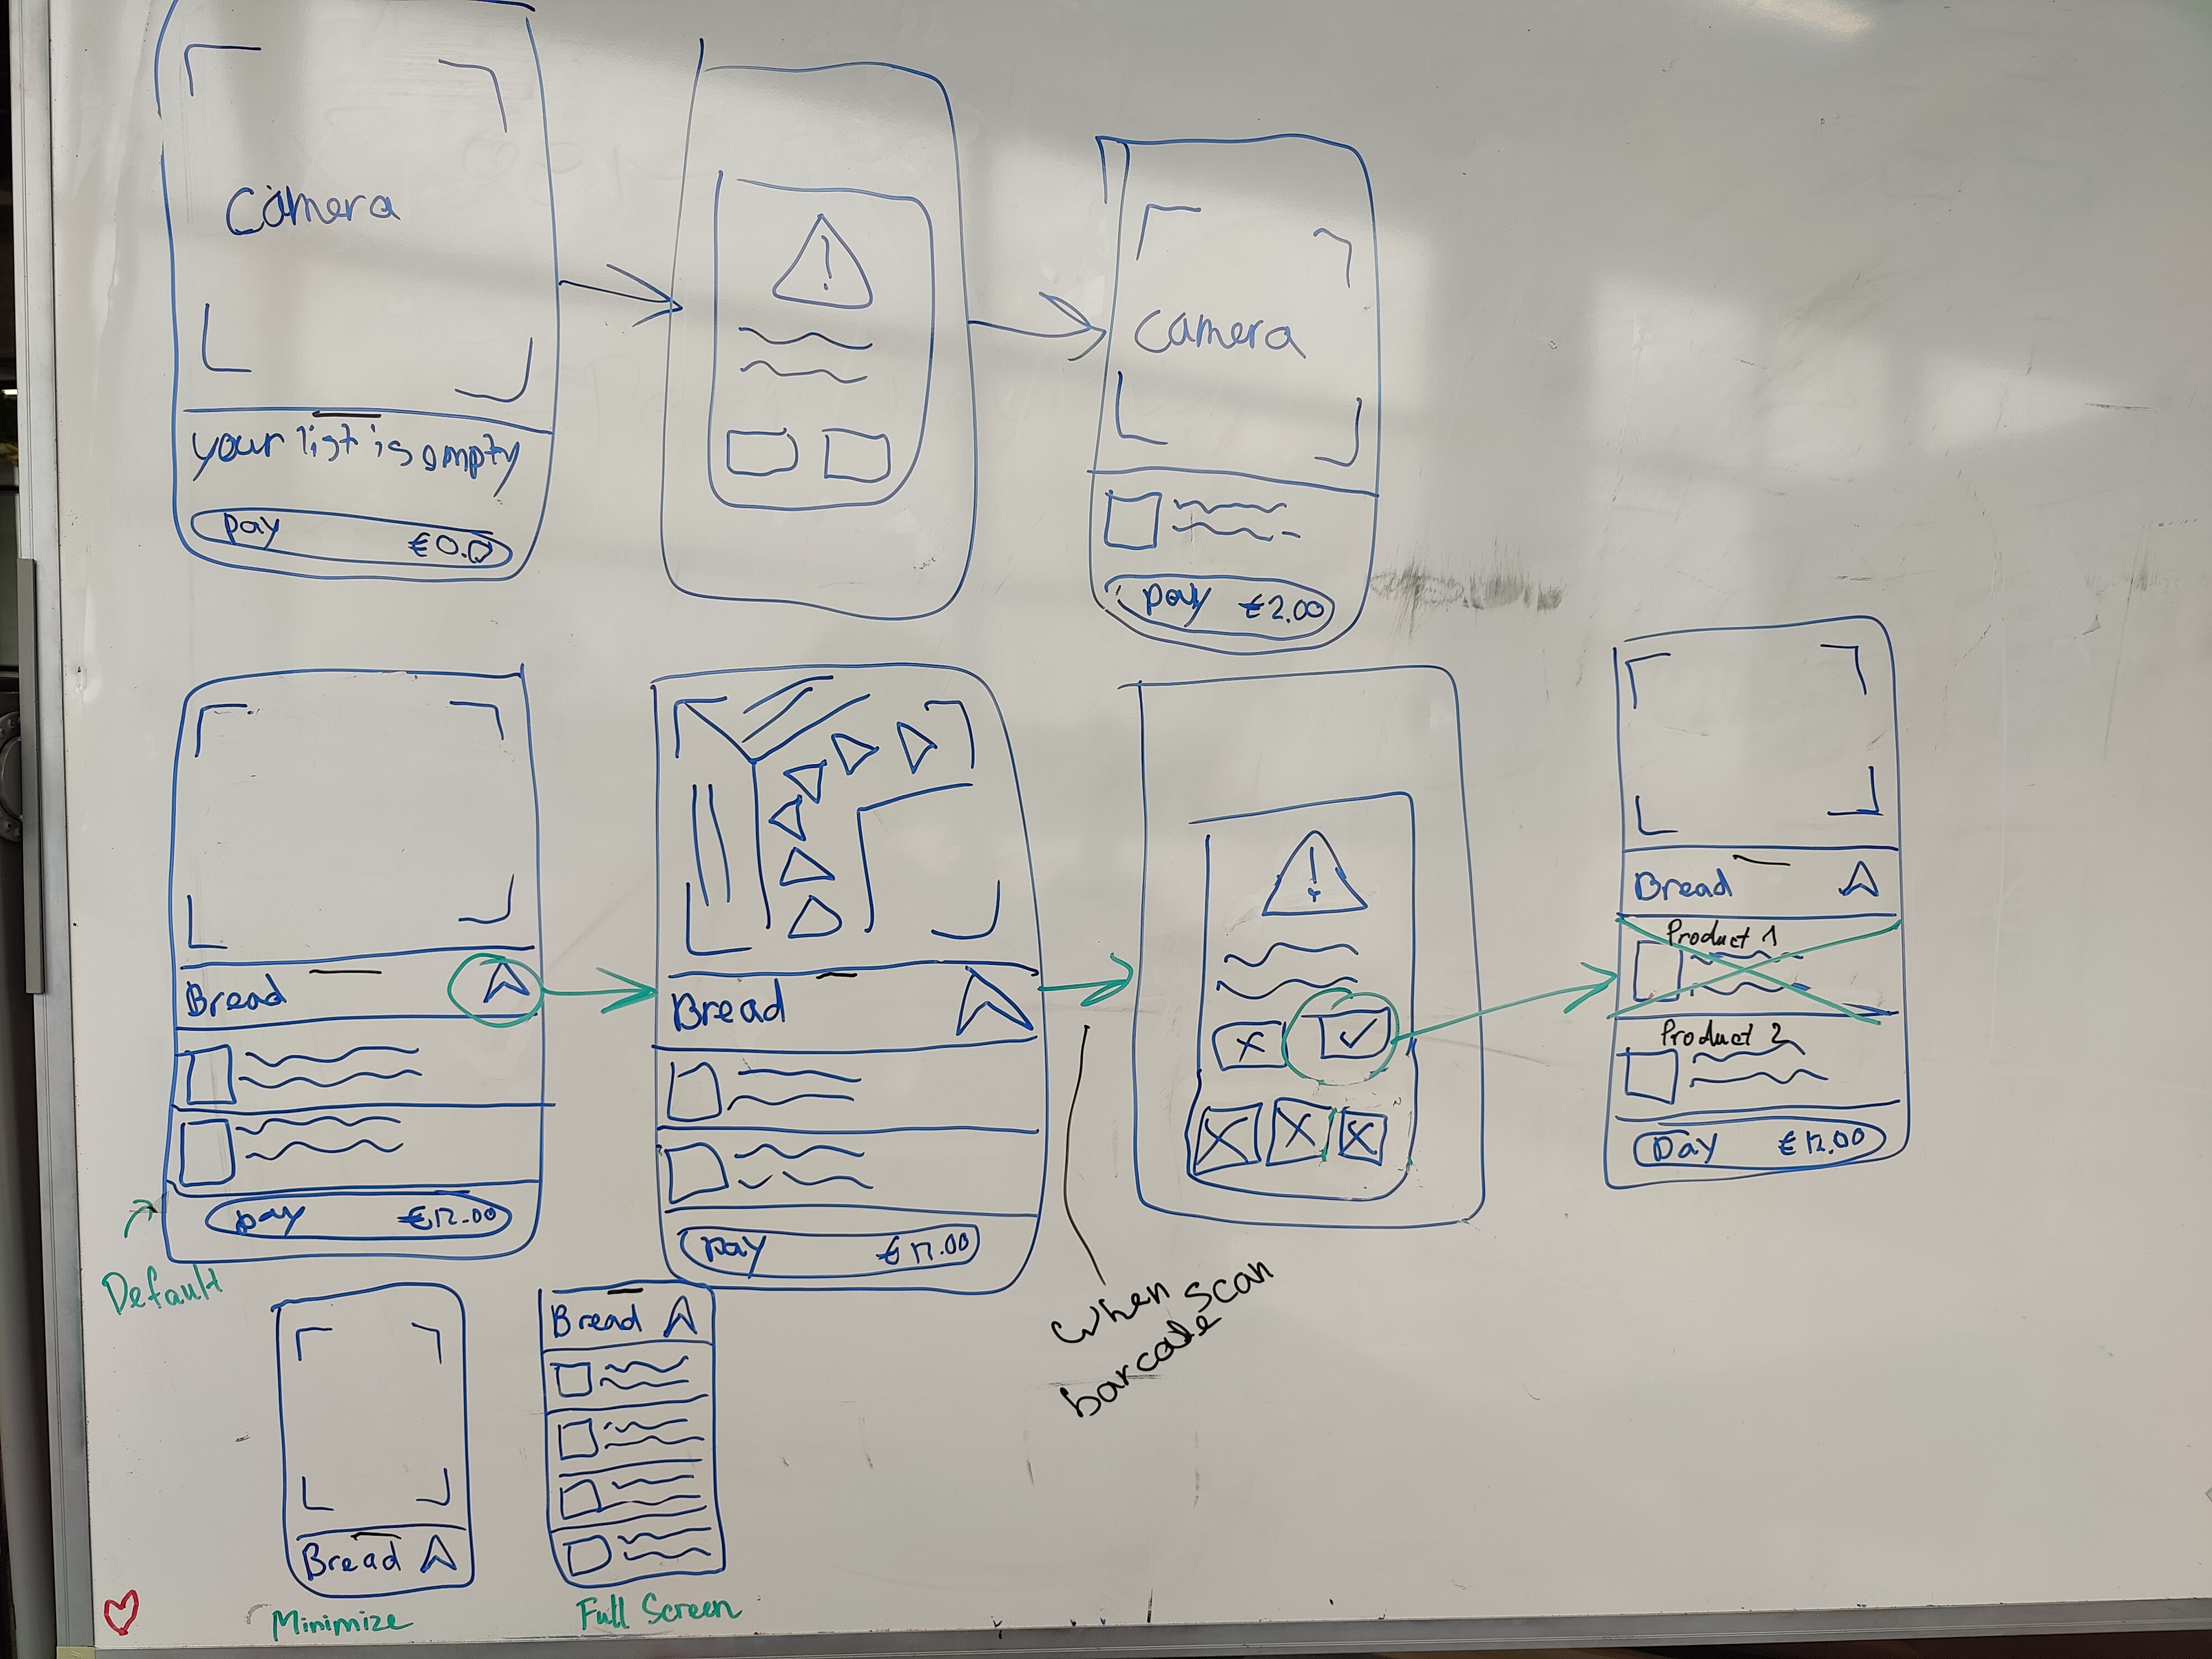 Camera
your list is empty
pay €0.0
!
Camera
pay €2.00
Bread
pay €12.00
Default
Bread
pay €12.00
When scan
barcode
!
Bread
Product 1
Product 2
Pay €12.00
Bread
Minimize
Bread
Full Screen